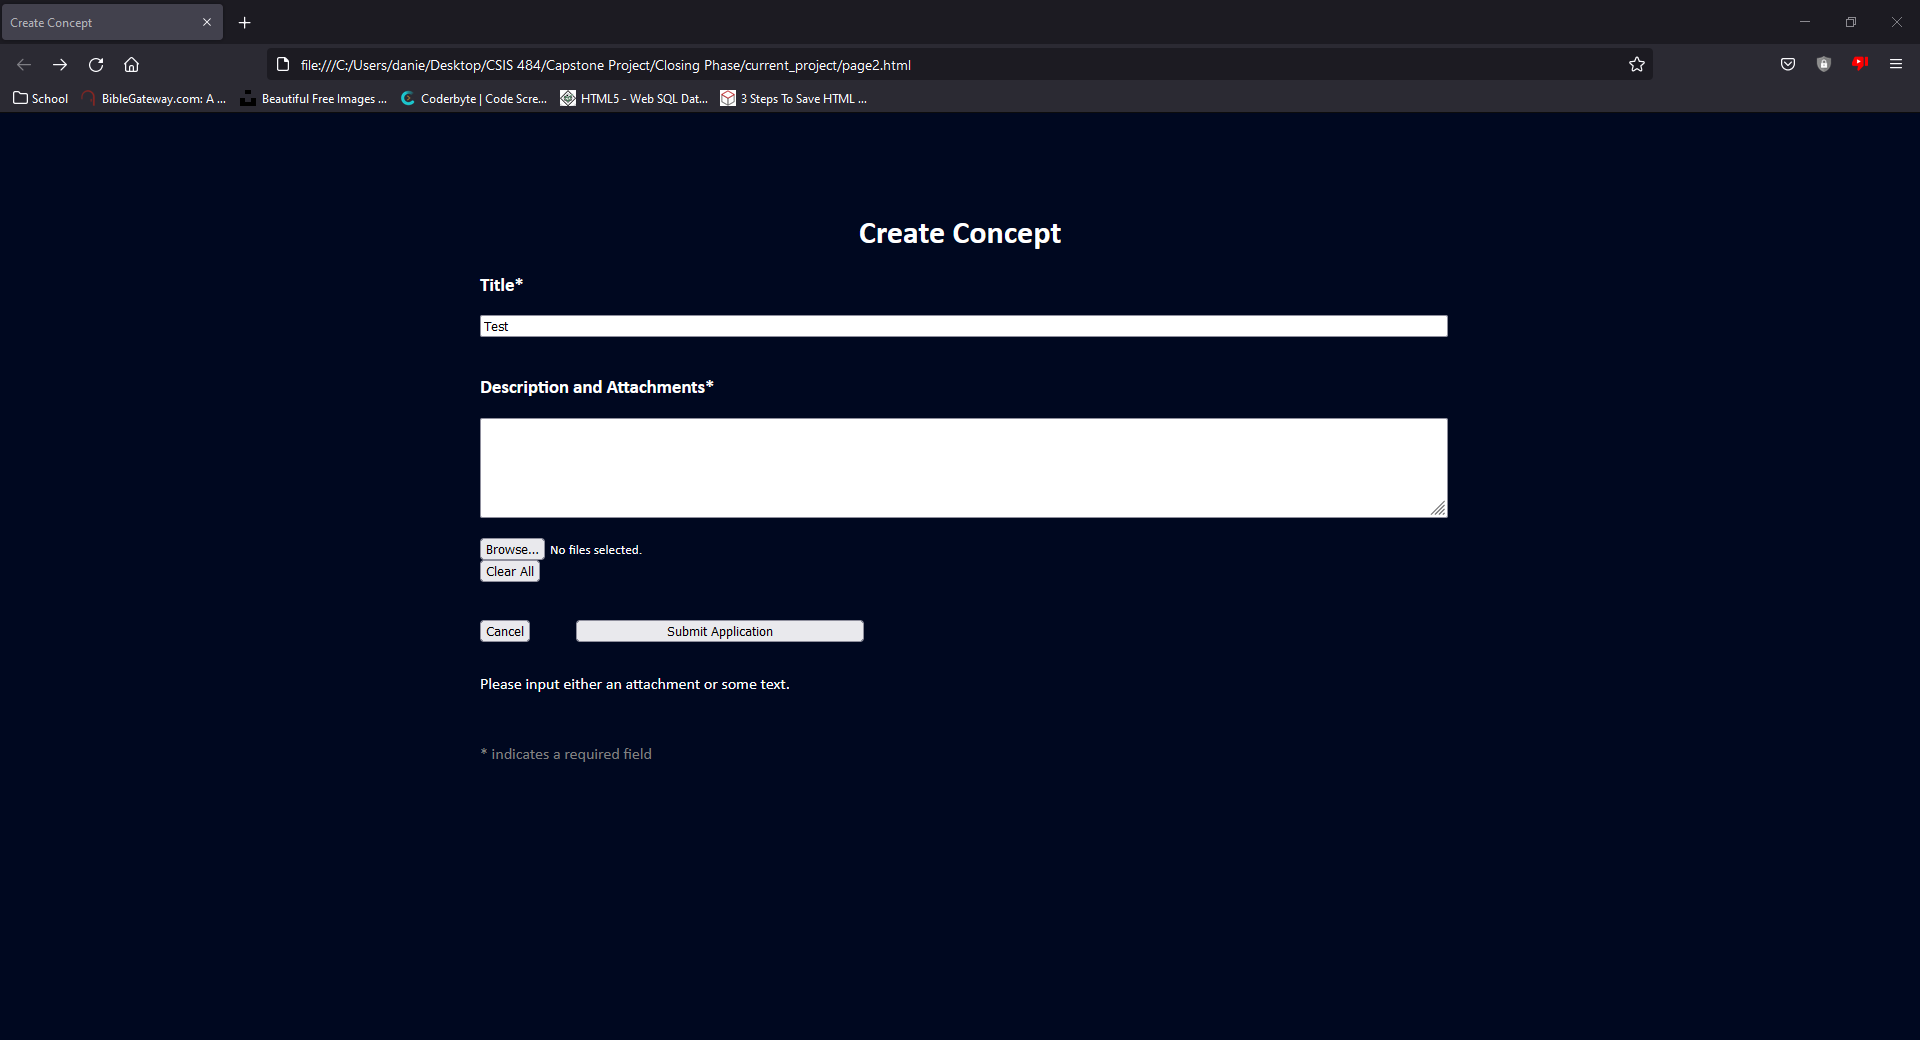 Create Concept
file:///C:/Users/danie/Desktop/CSIS 484/Capstone Project/Closing Phase/current_project/page2.html
School BibleGateway.com: A ... Beautiful Free Images ... Coderbyte | Code Scre... HTML5 - Web SQL Dat... 3 Steps To Save HTML ...
Create Concept
Title*
Test
Description and Attachments*
Browse... No files selected.
Clear All
Cancel Submit Application
Please input either an attachment or some text.
* indicates a required field